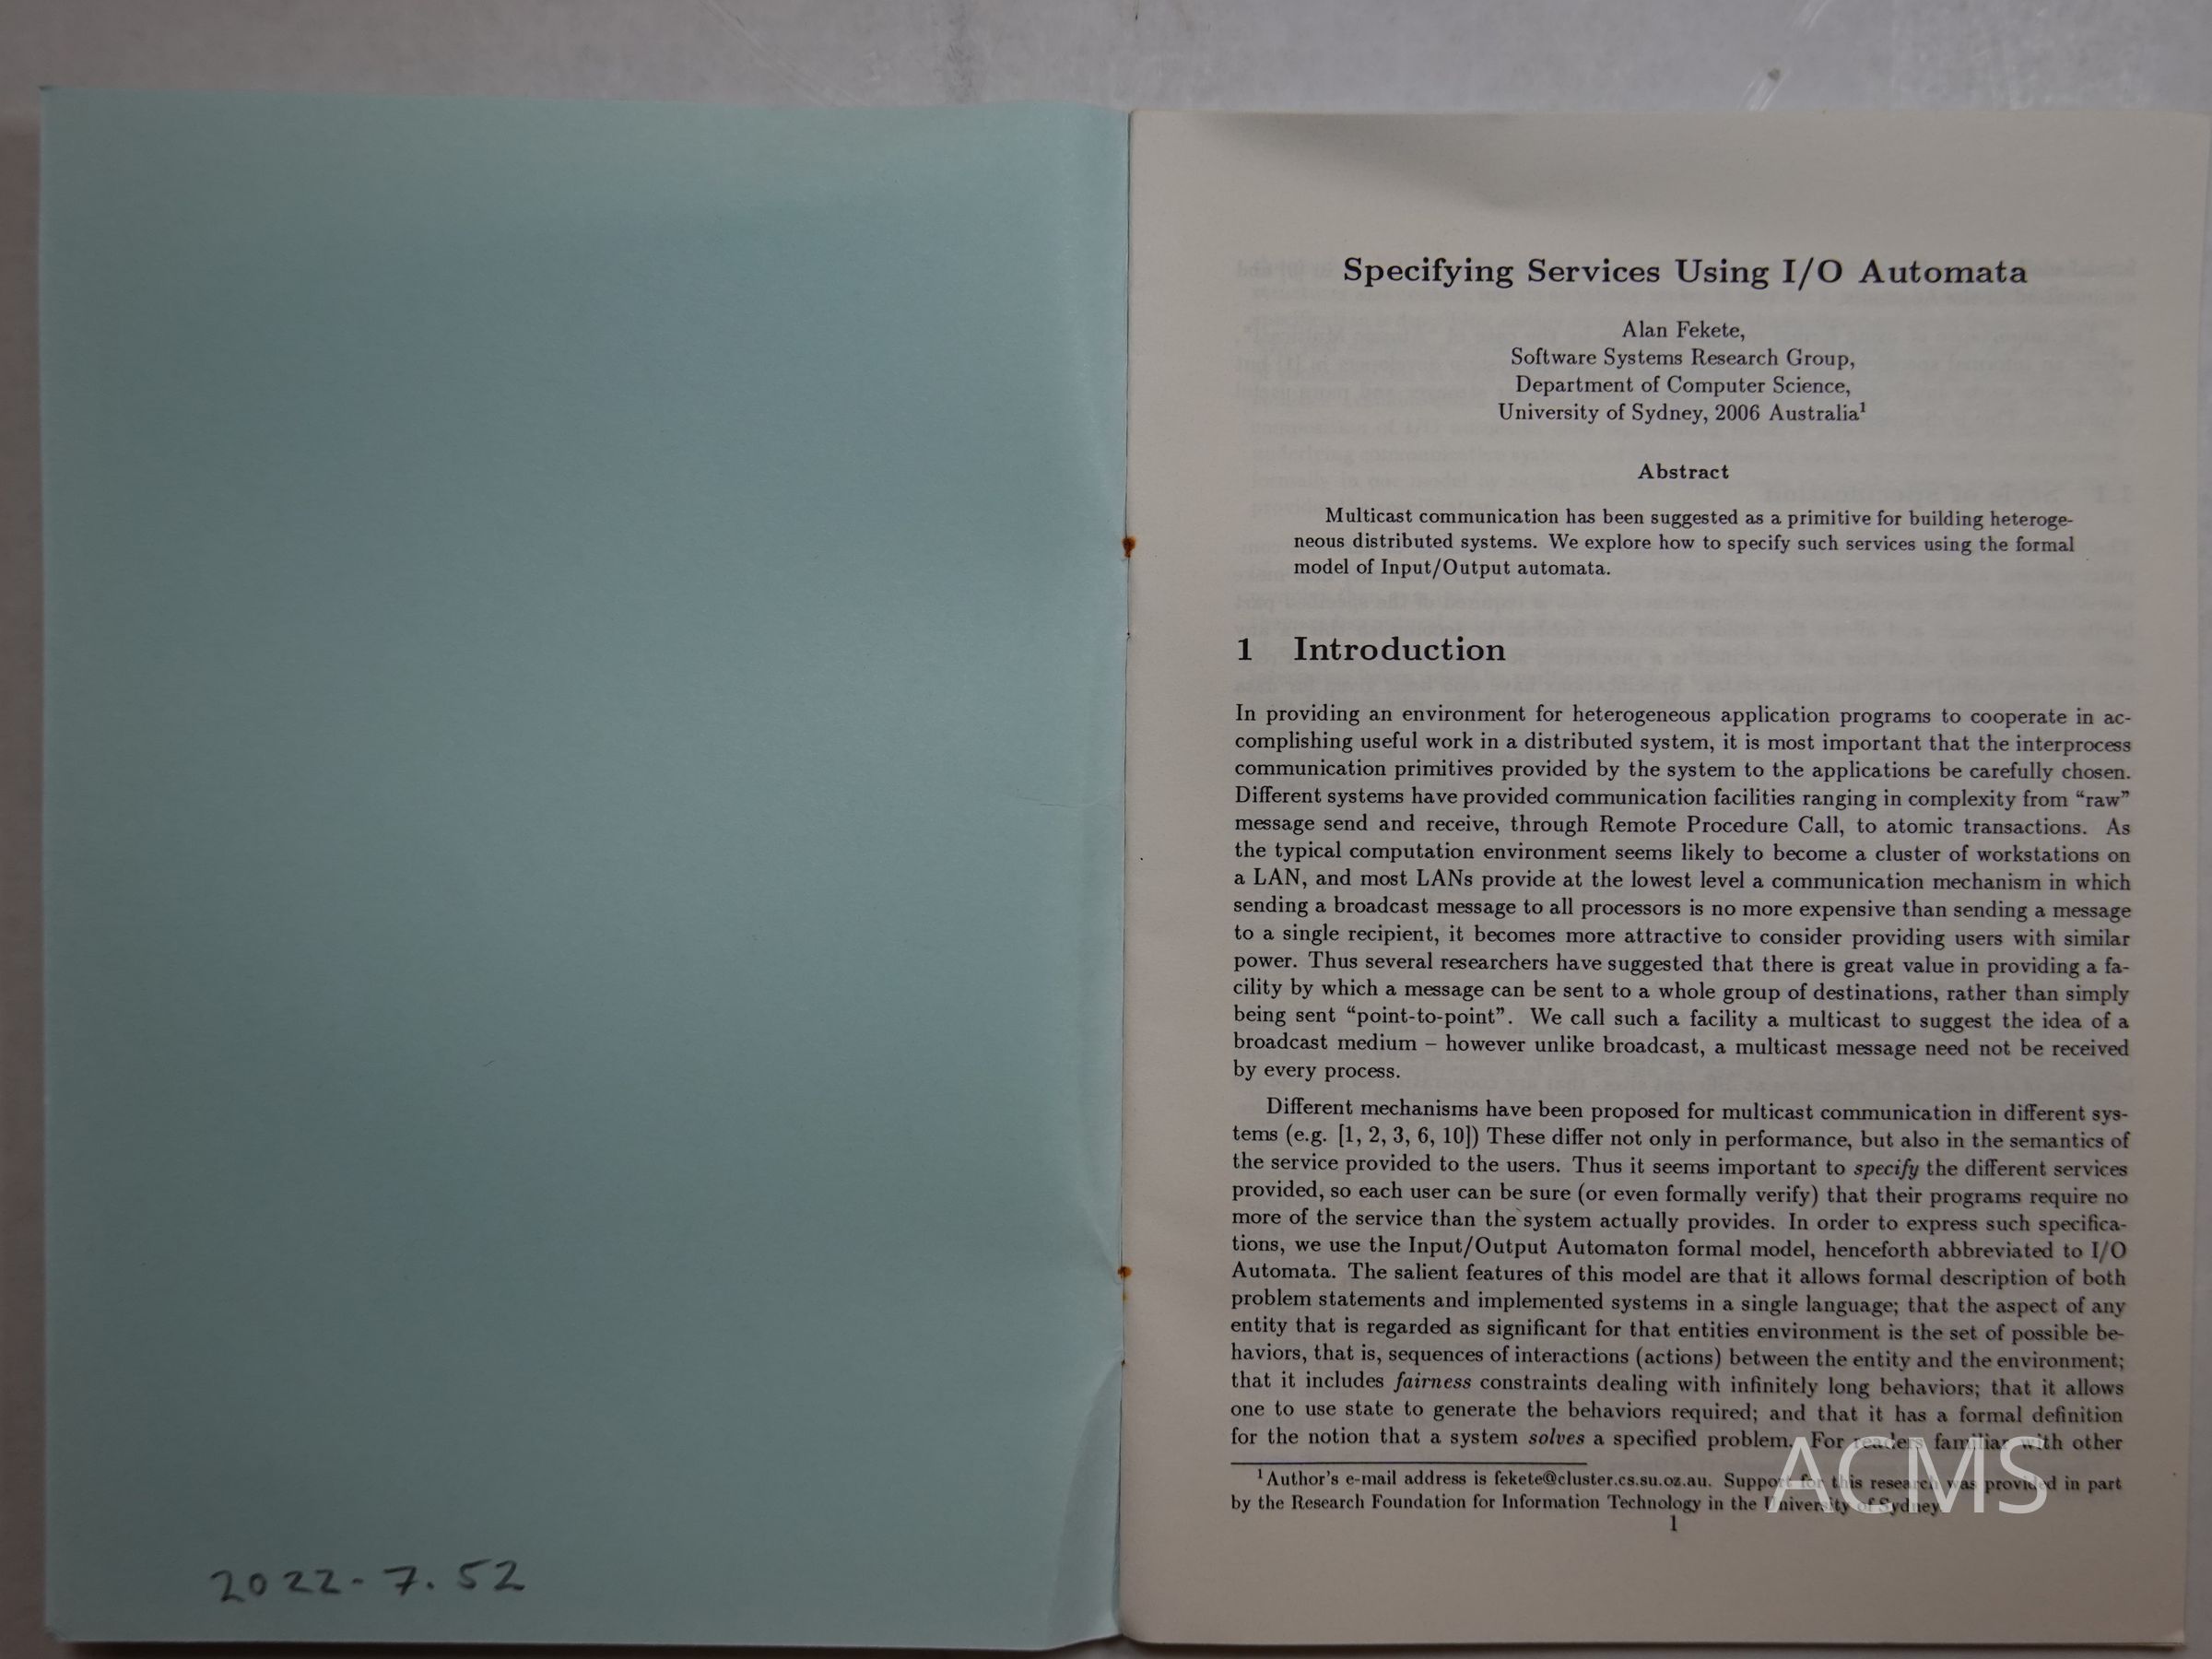 2022-7.52
Specifying Services Using I/O Automata
Alan Fekete,
Software Systems Research Group,
Department of Computer Science,
University of Sydney, 2006 Australia¹
Abstract
Multicast communication has been suggested as a primitive for building heteroge-
neous distributed systems. We explore how to specify such services using the formal
model of Input/Output automata.
1 Introduction
In providing an environment for heterogeneous application programs to cooperate in ac-
complishing useful work in a distributed system, it is most important that the interprocess
communication primitives provided by the system to the applications be carefully chosen.
Different systems have provided communication facilities ranging in complexity from “raw”
message send and receive, through Remote Procedure Call, to atomic transactions. As
the typical computation environment seems likely to become a cluster of workstations on
a LAN, and most LANs provide at the lowest level a communication mechanism in which
sending a broadcast message to all processors is no more expensive than sending a message
to a single recipient, it becomes more attractive to consider providing users with similar
power. Thus several researchers have suggested that there is great value in providing a fa-
cility by which a message can be sent to a whole group of destinations, rather than simply
being sent “point-to-point”. We call such a facility a multicast to suggest the idea of a
broadcast medium – however unlike broadcast, a multicast message need not be received
by every process.
Different mechanisms have been proposed for multicast communication in different sys-
tems (e.g. [1, 2, 3, 6, 10]) These differ not only in performance, but also in the semantics of
the service provided to the users. Thus it seems important to specify the different services
provided, so each user can be sure (or even formally verify) that their programs require no
more of the service than the system actually provides. In order to express such specifica-
tions, we use the Input/Output Automaton formal model, henceforth abbreviated to I/O
Automata. The salient features of this model are that it allows formal description of both
problem statements and implemented systems in a single language; that the aspect of any
entity that is regarded as significant for that entities environment is the set of possible be-
haviors, that is, sequences of interactions (actions) between the entity and the environment;
that it includes fairness constraints dealing with infinitely long behaviors; that it allows
one to use state to generate the behaviors required; and that it has a formal definition
for the notion that a system solves a specified problem. For readers familiar with other
¹Author's e-mail address is fekete@cluster.cs.su.oz.au. Support for this research was provided in part
by the Research Foundation for Information Technology in the University of Sydney
1
ACMS